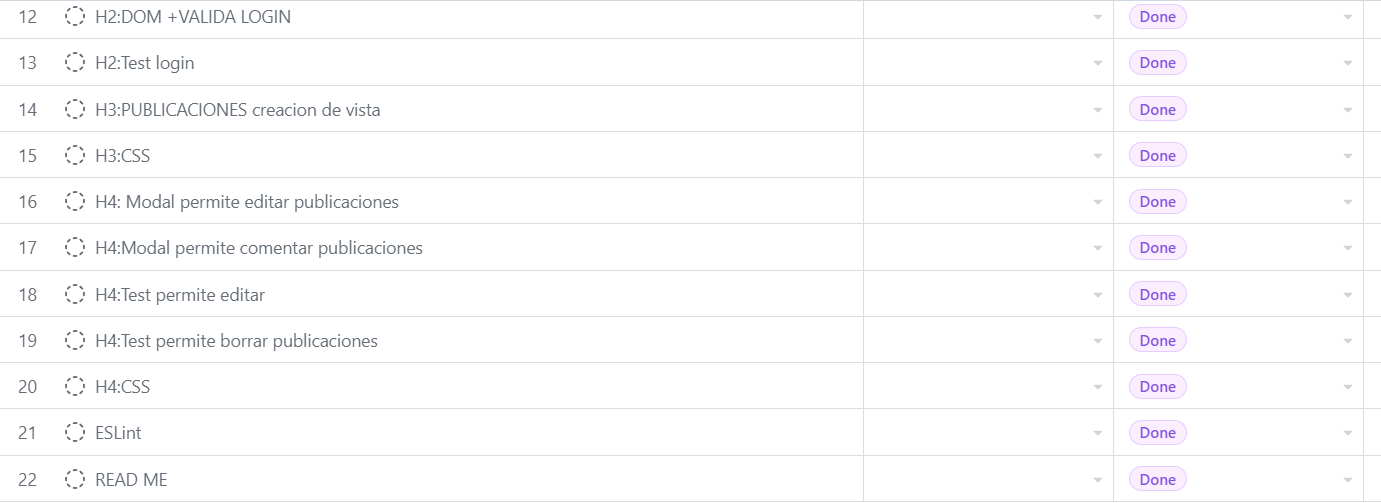 12 H2:DOM +VALIDA LOGIN Done
13 H2:Test login Done
14 H3:PUBLICACIONES creacion de vista Done
15 H3:CSS Done
16 H4: Modal permite editar publicaciones Done
17 H4:Modal permite comentar publicaciones Done
18 H4:Test permite editar Done
19 H4:Test permite borrar publicaciones Done
20 H4:CSS Done
21 ESLint Done
22 READ ME Done